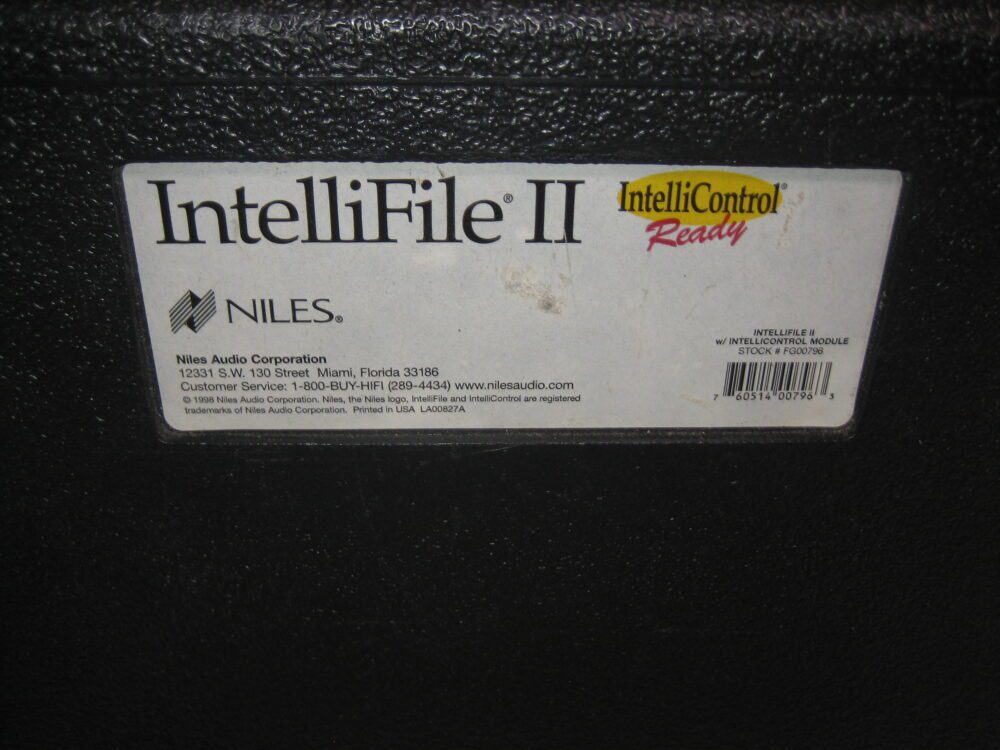 IntelliFile® II
IntelliControl®
Ready
NILES®
Niles Audio Corporation
12331 S.W. 130 Street Miami, Florida 33186
Customer Service: 1-800-BUY-HIFI (289-4434) www.nilesaudio.com
© 1998 Niles Audio Corporation. Niles, the Niles logo, IntelliFile and IntelliControl are registered
trademarks of Niles Audio Corporation. Printed in USA LA00827A
INTELLIFILE II
w/ INTELLICONTROL MODULE
STOCK # FG00796
7 60514 00796 3